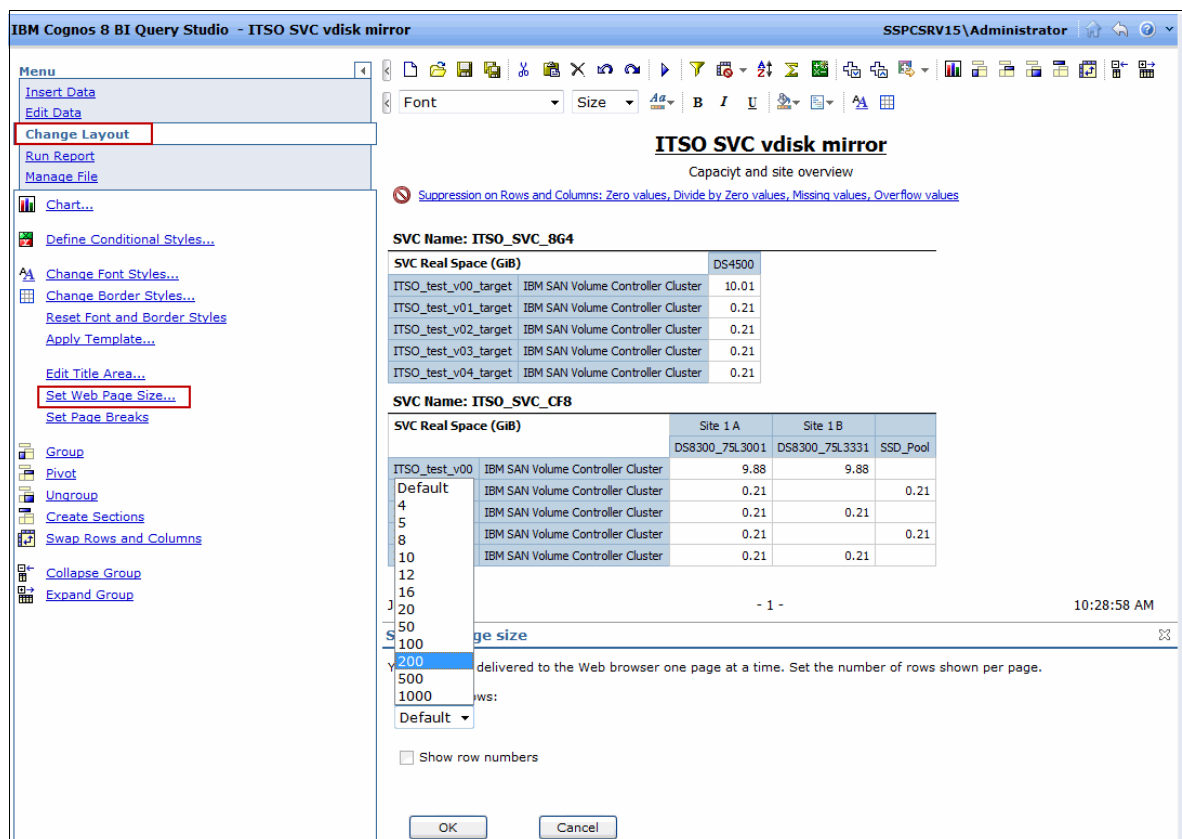 IBM Cognos 8 BI Query Studio - ITSO SVC vdisk mirror
SSPCSRV15\Administrator
Menu
Insert Data
Edit Data
Change Layout
Run Report
Manage File
Chart...
Define Conditional Styles...
Change Font Styles...
Change Border Styles...
Reset Font and Border Styles
Apply Template...
Edit Title Area...
Set Web Page Size...
Set Page Breaks
Group
Pivot
Ungroup
Create Sections
Swap Rows and Columns
Collapse Group
Expand Group
Font Size B I U
ITSO SVC vdisk mirror
Capaciyt and site overview
Suppression on Rows and Columns: Zero values, Divide by Zero values, Missing values, Overflow values
SVC Name: ITSO_SVC_8G4
SVC Real Space (GiB) DS4500
ITSO_test_v00_target IBM SAN Volume Controller Cluster 10.01
ITSO_test_v01_target IBM SAN Volume Controller Cluster 0.21
ITSO_test_v02_target IBM SAN Volume Controller Cluster 0.21
ITSO_test_v03_target IBM SAN Volume Controller Cluster 0.21
ITSO_test_v04_target IBM SAN Volume Controller Cluster 0.21
SVC Name: ITSO_SVC_CF8
SVC Real Space (GiB) Site 1 A Site 1 B
DS8300_75L3001 DS8300_75L3331 SSD_Pool
ITSO_test_v00 IBM SAN Volume Controller Cluster 9.88 9.88
IBM SAN Volume Controller Cluster 0.21 0.21
IBM SAN Volume Controller Cluster 0.21 0.21
IBM SAN Volume Controller Cluster 0.21 0.21
IBM SAN Volume Controller Cluster 0.21 0.21
Default
4
5
8
10
12
16
20
50
100
200
500
1000
- 1 -
10:28:58 AM
size
delivered to the Web browser one page at a time. Set the number of rows shown per page.
Default
Show row numbers
OK
Cancel